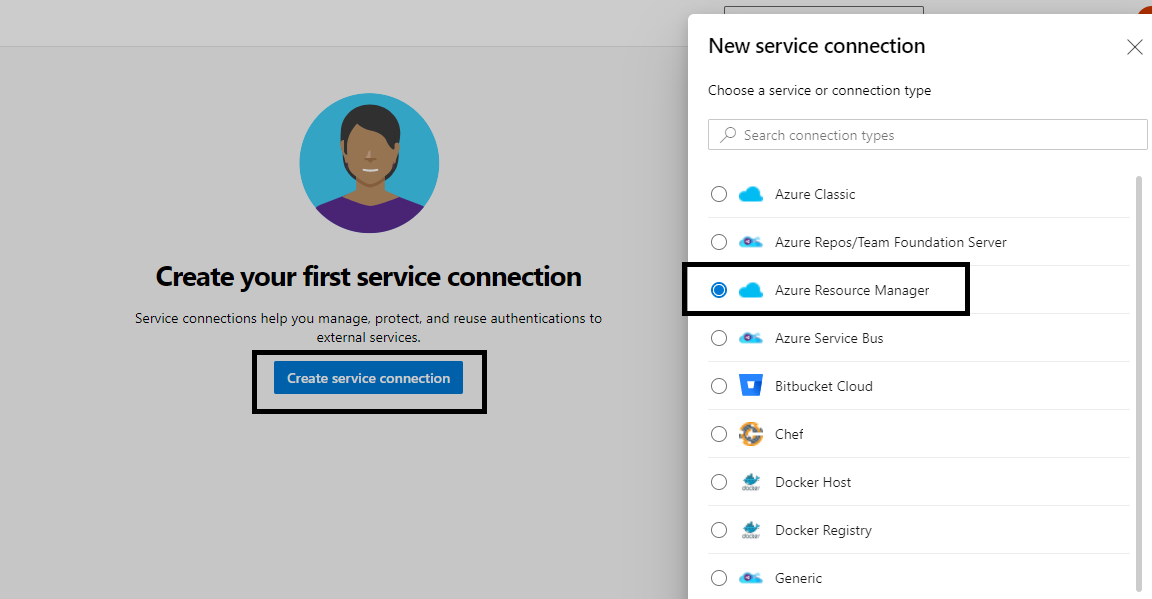 Create your first service connection
Service connections help you manage, protect, and reuse authentications to
external services.
Create service connection
New service connection
Choose a service or connection type
Search connection types
Azure Classic
Azure Repos/Team Foundation Server
Azure Resource Manager
Azure Service Bus
Bitbucket Cloud
Chef
docker
Docker Host
docker
Docker Registry
Generic